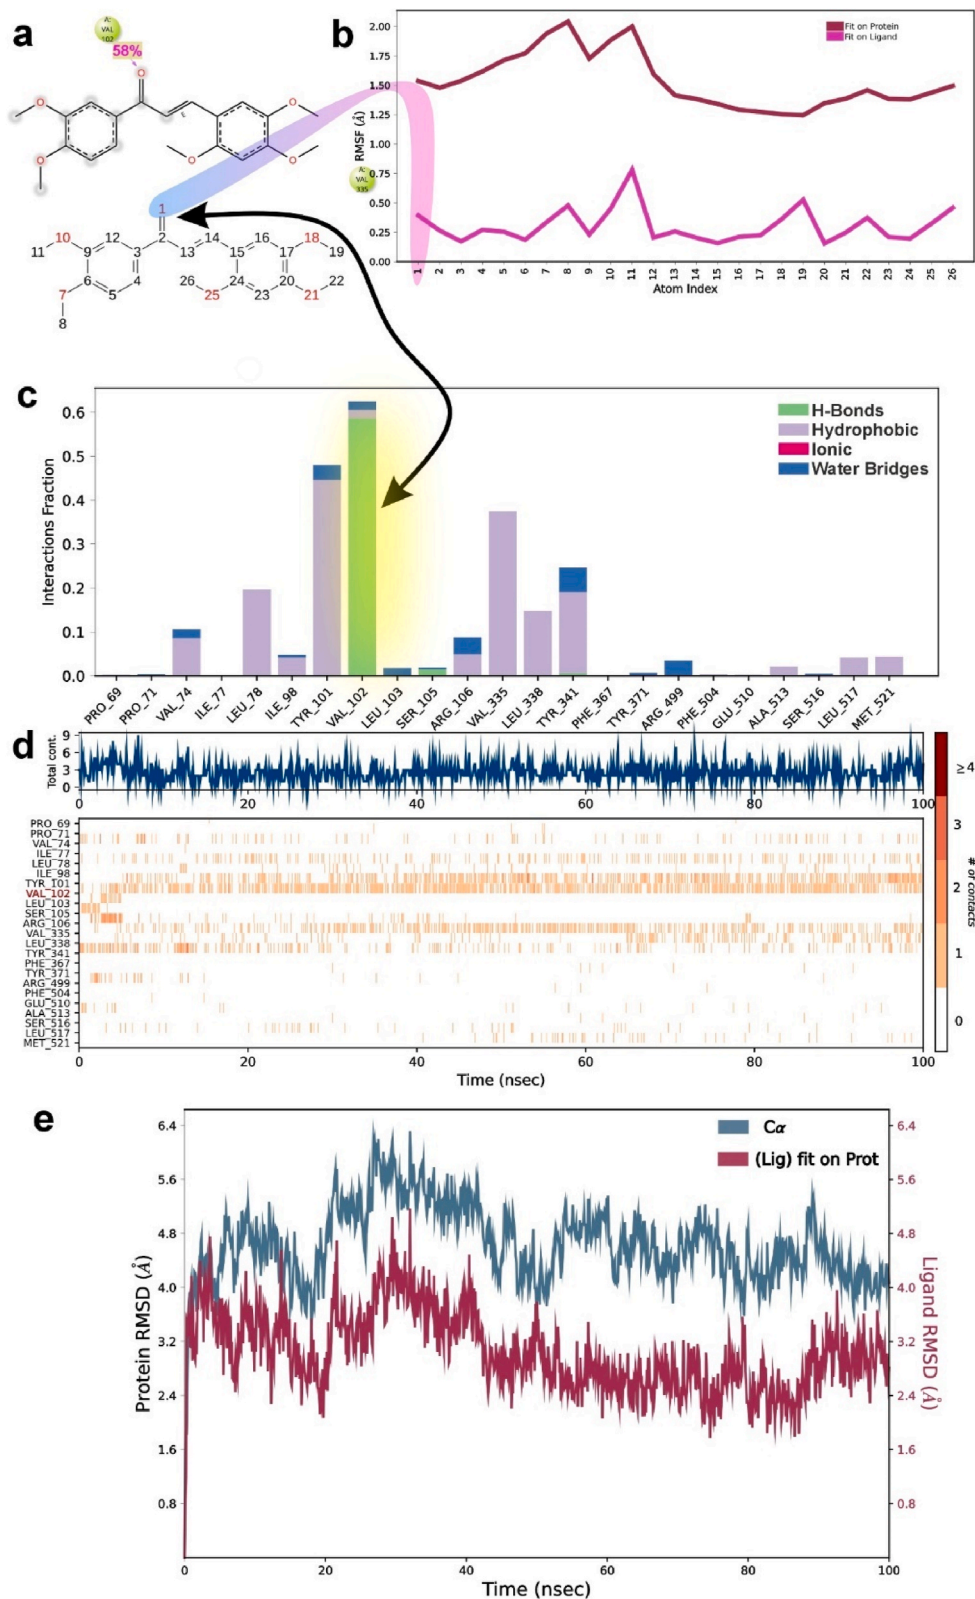 a
A:
VAL
102
58%
O
O
O
O
O
O
A:
VAL
335
1
10
12
14
16
18
11
9
3
2
13
15
17
19
6
4
26
24
20
22
7
5
25
23
21
8
b
Fit on Protein
Fit on Ligand
RMSF (Å)
2.00
1.75
1.50
1.25
1.00
0.75
0.50
0.25
0.00
1 2 3 4 5 6 7 8 9 10 11 12 13 14 15 16 17 18 19 20 21 22 23 24 25 26
Atom Index
c
H-Bonds
Hydrophobic
Ionic
Water Bridges
Interactions Fraction
0.6
0.5
0.4
0.3
0.2
0.1
0.0
PRO_69 PRO_71 VAL_74 ILE_77 LEU_78 ILE_98 TYR_101 VAL_102 LEU_103 SER_105 ARG_106 VAL_335 LEU_338 TYR_341 PHE_367 TYR_371 ARG_499 PHE_504 GLU_510 ALA_513 SER_516 LEU_517 MET_521
d
Total cont.
9
6
3
0
0 20 40 60 80 100
PRO_69
PRO_71
VAL_74
ILE_77
LEU_78
ILE_98
TYR_101
VAL_102
LEU_103
SER_105
ARG_106
VAL_335
LEU_338
TYR_341
PHE_367
TYR_371
ARG_499
PHE_504
GLU_510
ALA_513
SER_516
LEU_517
MET_521
0 20 40 60 80 100
Time (nsec)
≥4
3
2
1
0
# of contacts
e
Cα
(Lig) fit on Prot
Protein RMSD (Å)
6.4
5.6
4.8
4.0
3.2
2.4
1.6
0.8
Ligand RMSD (Å)
6.4
5.6
4.8
4.0
3.2
2.4
1.6
0.8
0 20 40 60 80 100
Time (nsec)